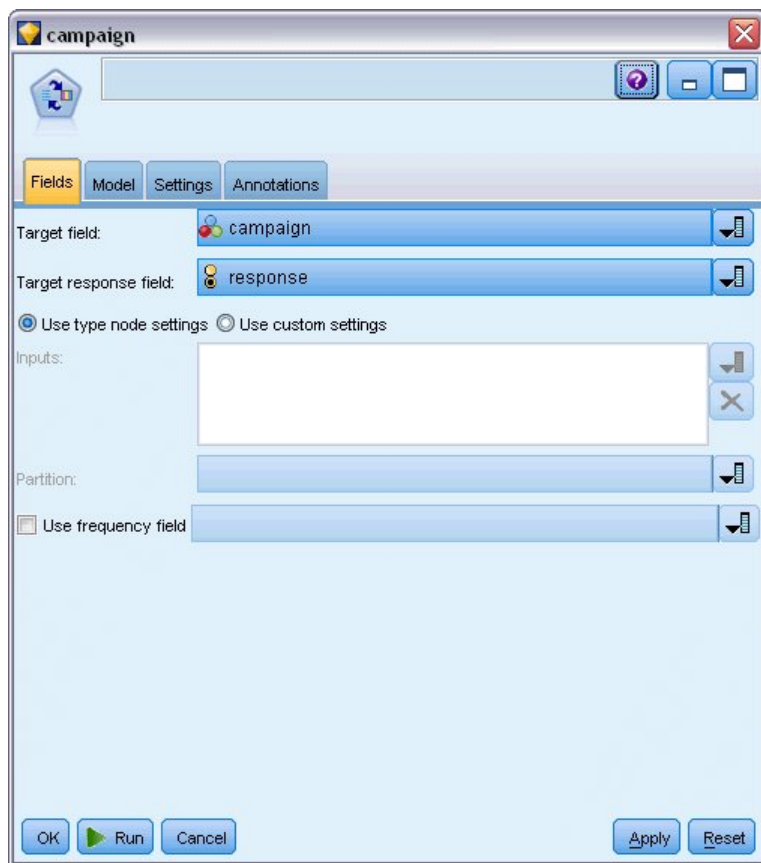 campaign
Fields Model Settings Annotations
Target field: campaign
Target response field: response
Use type node settings Use custom settings
Inputs:
Partition:
Use frequency field
OK Run Cancel Apply Reset